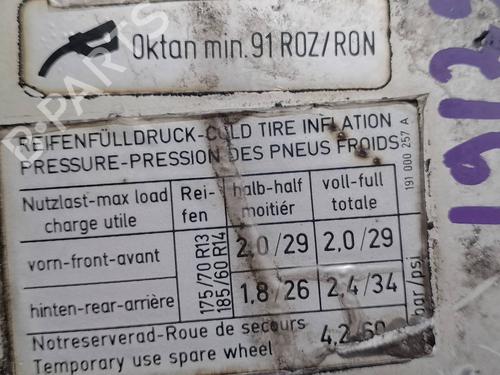 Oktan min. 91 ROZ/RON
REIFENFÜLLDRUCK-COLD TIRE INFLATION
PRESSURE-PRESSION DES PNEUS FROIDS
191 000 257 A
Nutzlast-max load
charge utile
Rei-
fen
halb-half
moitiér
voll-full
totale
vorn-front-avant
175/70 R13
185/60 R14
2,0/29
2,0/29
hinten-rear-arrière
1,8/26
2,4/34
bar/psi
Notreserverad-Roue de secours
Temporary use spare wheel
4,2-60
B-PARTS